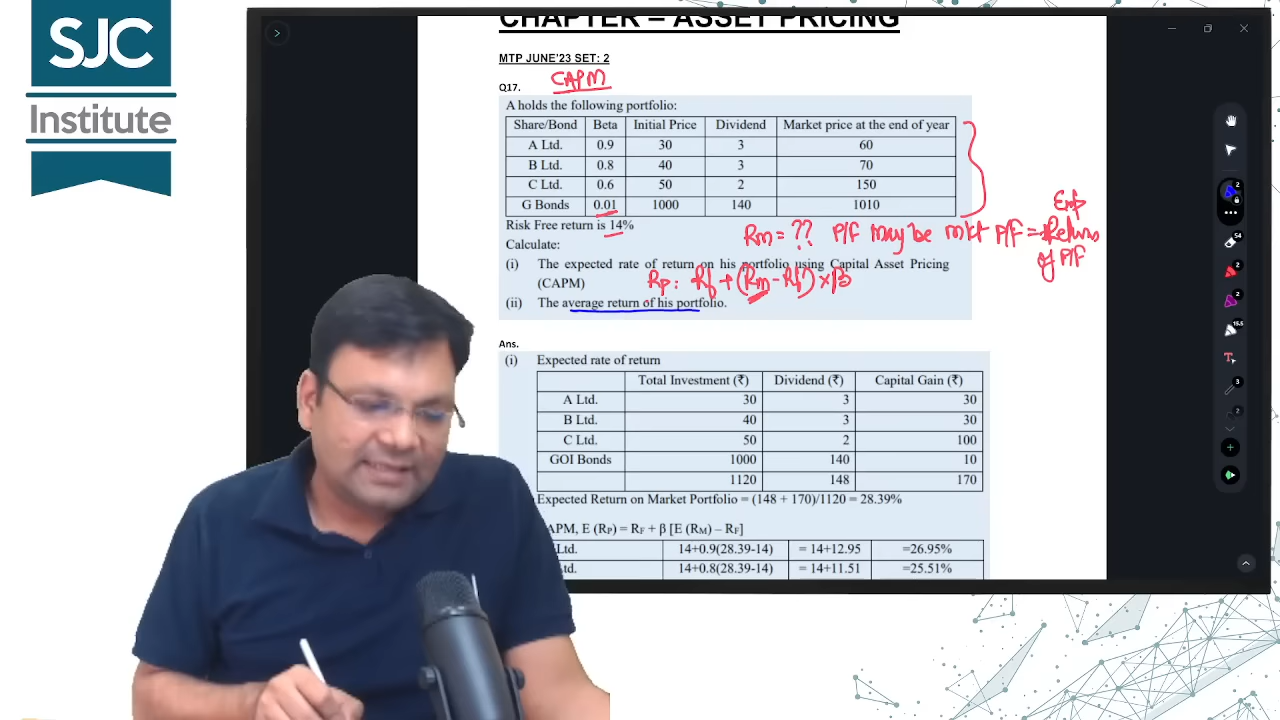 SJC
Institute
CHAPTER – ASSET PRICING
MTP JUNE'23 SET: 2
CAPM
Q17.
A holds the following portfolio:
Share/Bond Beta Initial Price Dividend Market price at the end of year
A Ltd. 0.9 30 3 60
B Ltd. 0.8 40 3 70
C Ltd. 0.6 50 2 150
G Bonds 0.01 1000 140 1010
Risk Free return is 14%
Rm = ?? P/F may be mkt P/F = Return
of P/F
Calculate:
(i) The expected rate of return on his portfolio using Capital Asset Pricing
(CAPM)
Rp: Rf + (Rm - Rf) × β
(ii) The average return of his portfolio.
Ans.
(i) Expected rate of return
Total Investment (₹) Dividend (₹) Capital Gain (₹)
A Ltd. 30 3 30
B Ltd. 40 3 30
C Ltd. 50 2 100
GOI Bonds 1000 140 10
1120 148 170
Expected Return on Market Portfolio = (148 + 170)/1120 = 28.39%
APM, E (RP) = RF + β [E (RM) – RF]
Ltd. 14+0.9(28.39-14) = 14+12.95 =26.95%
td. 14+0.8(28.39-14) = 14+11.51 =25.51%